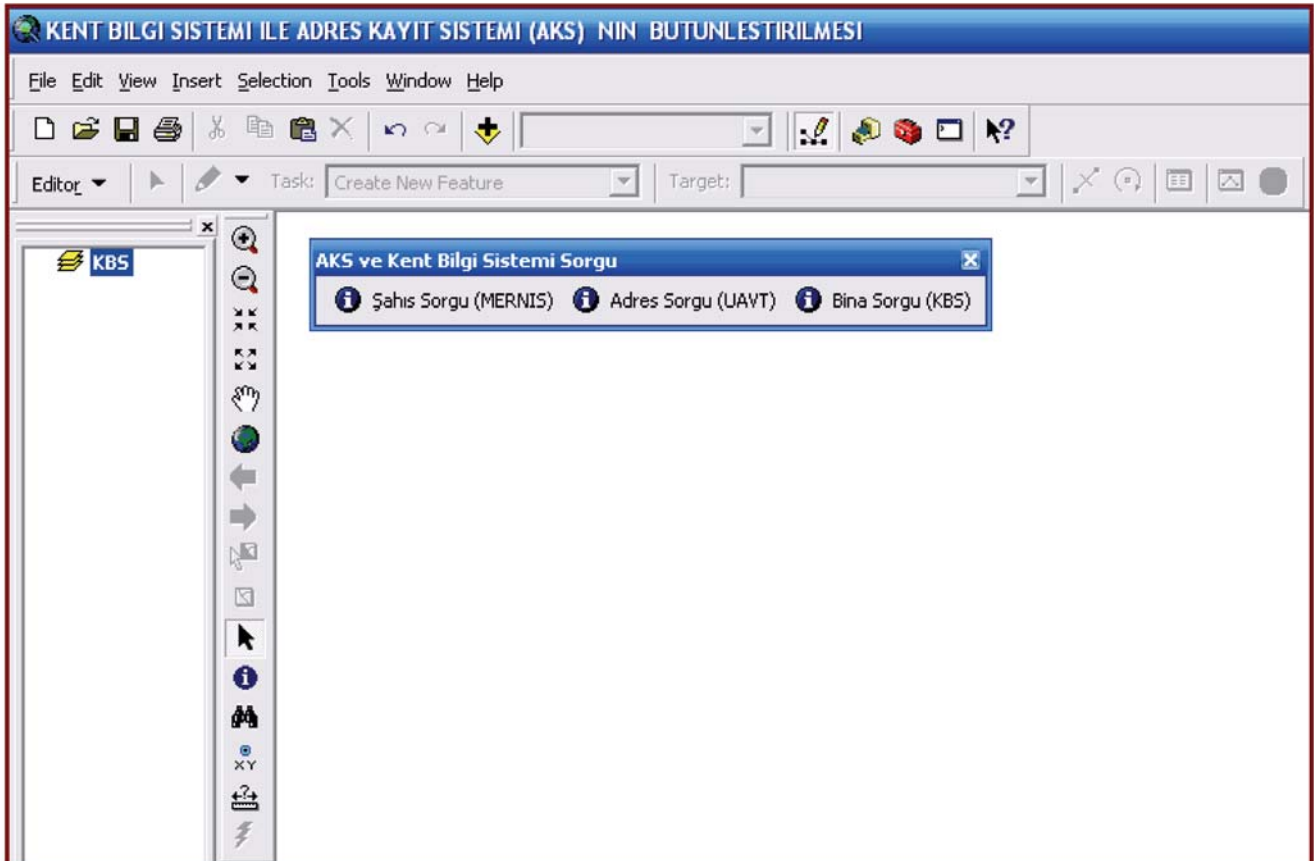 KENT BILGI SISTEMI ILE ADRES KAYIT SISTEMI (AKS) NIN BUTUNLESTIRILMESI
File Edit View Insert Selection Tools Window Help
Editor Task: Create New Feature Target:
KBS
AKS ve Kent Bilgi Sistemi Sorgu
Şahıs Sorgu (MERNIS) Adres Sorgu (UAVT) Bina Sorgu (KBS)
XY